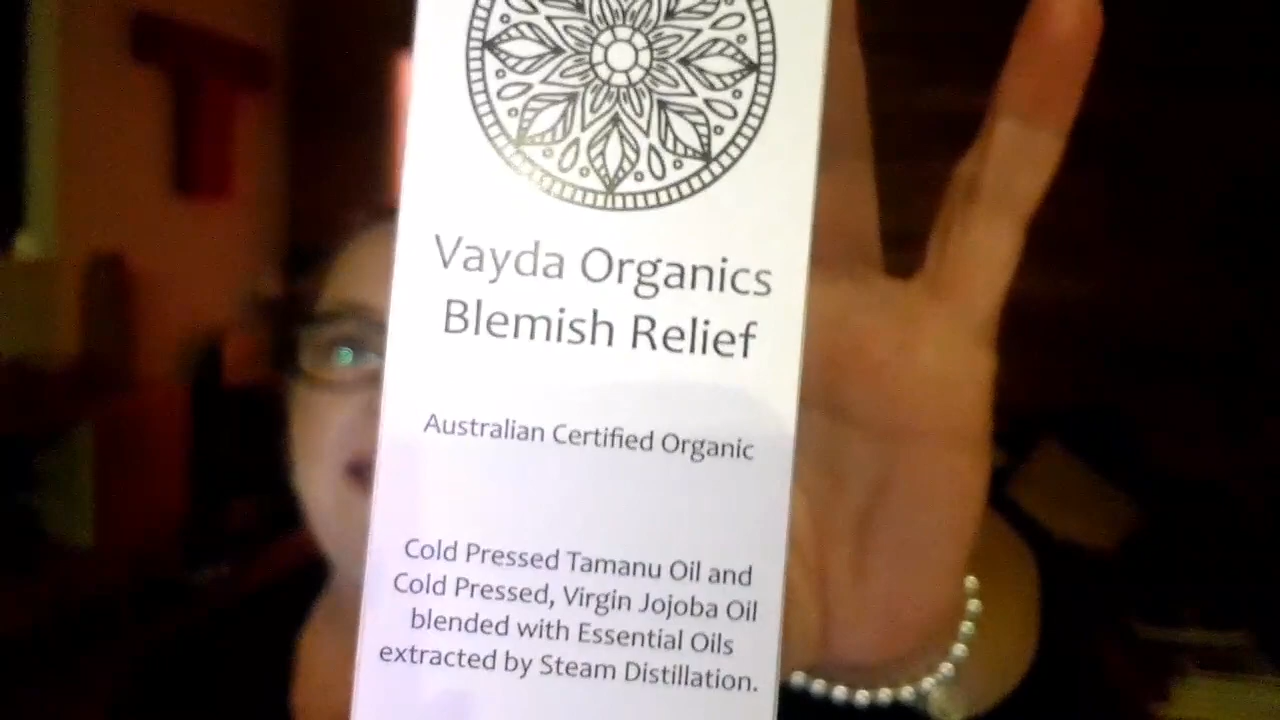 Vayda Organics
Blemish Relief
Australian Certified Organic
Cold Pressed Tamanu Oil and
Cold Pressed, Virgin Jojoba Oil
blended with Essential Oils
extracted by Steam Distillation.